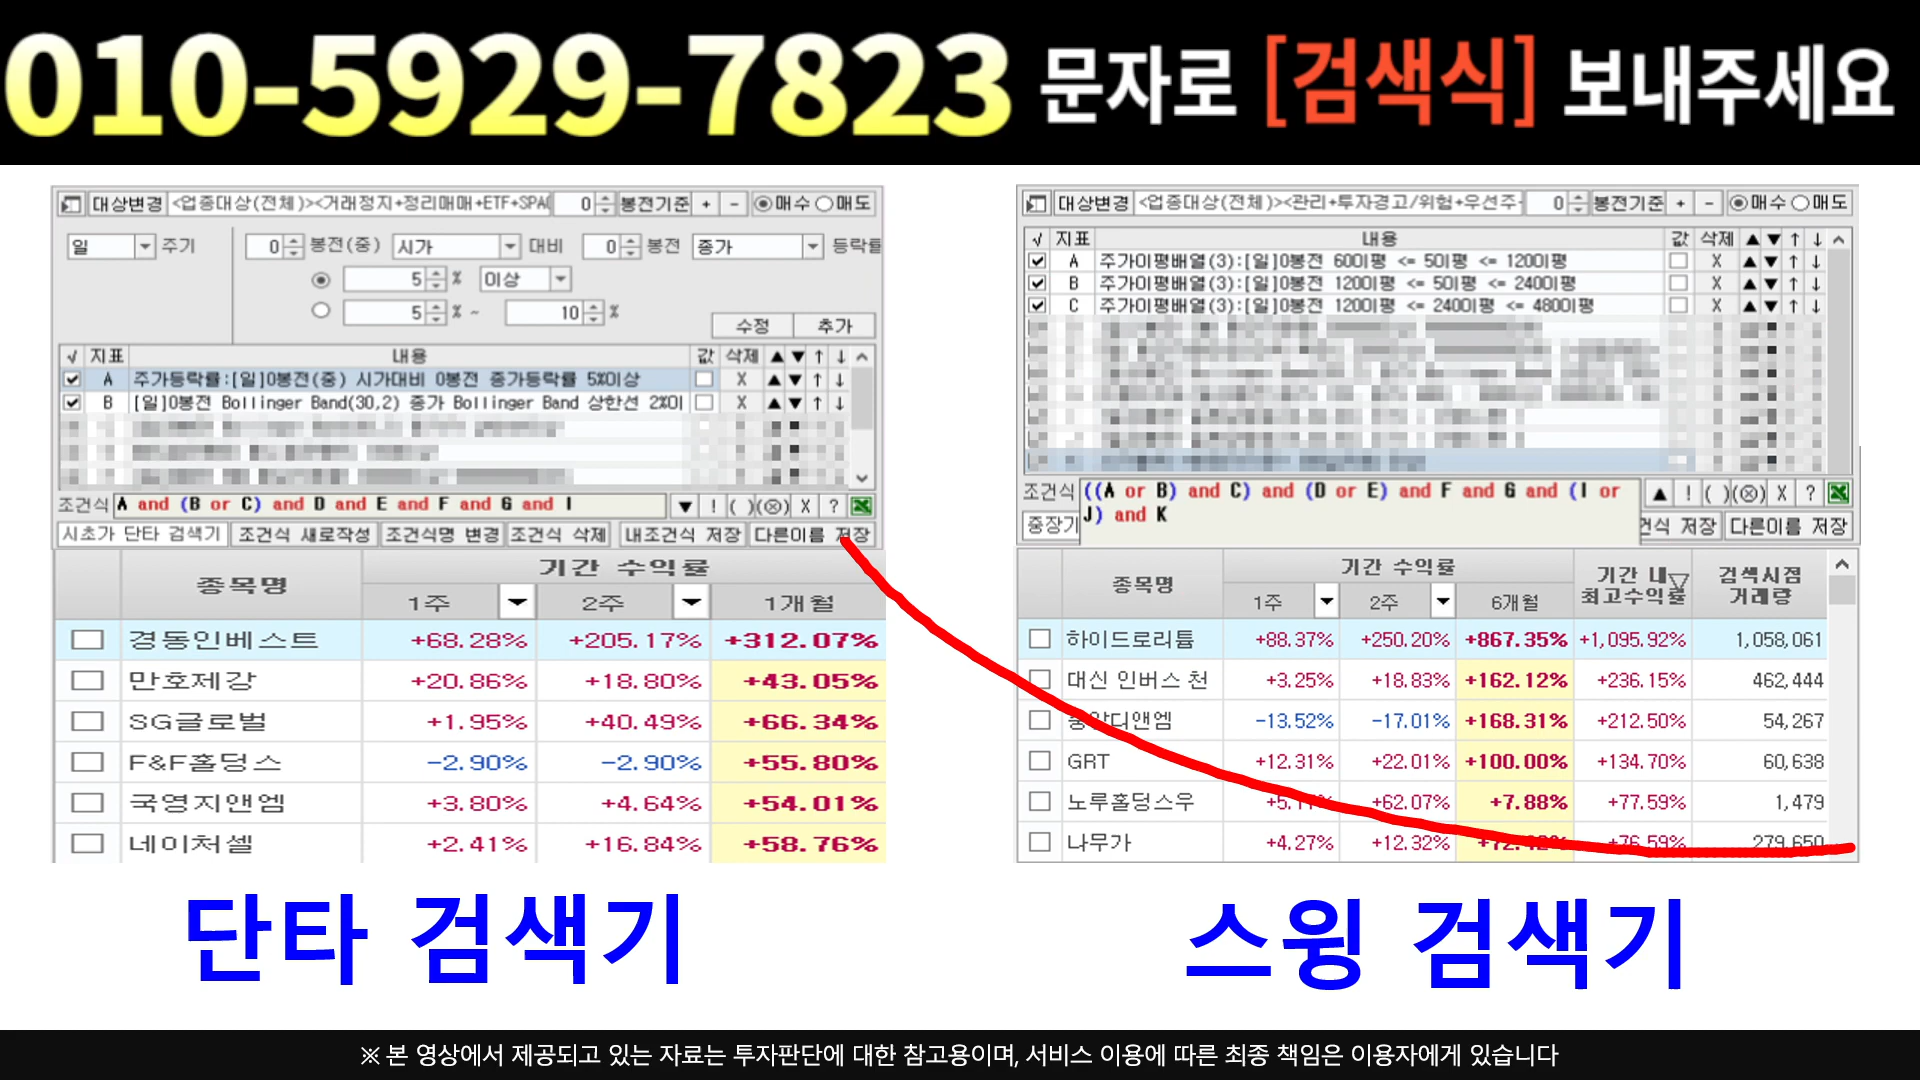 010-5929-7823 문자로 [검색식] 보내주세요
대상변경 <업종대상(전체)><거래정지+정리매매+ETF+SPA 0 봉전기준 + - 매수 매도
일 주기 0 봉전(중) 시가 대비 0 봉전 종가 등락률
5 % 이상
5 % ~ 10 %
수정 추가
√ 지표 내용 값 삭제 ▲ ▼ ↑ ↓
A 주가등락률:[일]0봉전(중) 시가대비 0봉전 종가등락률 5%이상 X ▲ ▼ ↑ ↓
B [일]0봉전 Bollinger Band(30,2) 종가 Bollinger Band 상한선 2%이 X ▲ ▼ ↑ ↓
조건식 A and (B or C) and D and E and F and G and I ▼ ! ( )(⊗) X ?
시초가 단타 검색기 조건식 새로작성 조건식명 변경 조건식 삭제 내조건식 저장 다른이름 저장
종목명 기간 수익률
1주 2주 1개월
경동인베스트 +68.28% +205.17% +312.07%
만호제강 +20.86% +18.80% +43.05%
SG글로벌 +1.95% +40.49% +66.34%
F&F홀딩스 -2.90% -2.90% +55.80%
국영지앤엠 +3.80% +4.64% +54.01%
네이처셀 +2.41% +16.84% +58.76%
단타 검색기
대상변경 <업종대상(전체)><관리+투자경고/위험+우선주+ 0 봉전기준 + - 매수 매도
√ 지표 내용 값 삭제 ▲ ▼ ↑ ↓
A 주가이평배열(3):[일]0봉전 60이평 <= 5이평 <= 120이평 X ▲ ▼ ↑ ↓
B 주가이평배열(3):[일]0봉전 120이평 <= 5이평 <= 240이평 X ▲ ▼ ↑ ↓
C 주가이평배열(3):[일]0봉전 120이평 <= 240이평 <= 480이평 X ▲ ▼ ↑ ↓
조건식 ((A or B) and C) and (D or E) and F and G and (I or ▲ ! ( )(⊗) X ?
중장기 J) and K 건식 저장 다른이름 저장
종목명 기간 수익률 기간 내 최고수익률 검색시점 거래량
1주 2주 6개월
하이드로리튬 +88.37% +250.20% +867.35% +1,095.92% 1,058,061
대신 인버스 천 +3.25% +18.83% +162.12% +236.15% 462,444
중앙디앤엠 -13.52% -17.01% +168.31% +212.50% 54,267
GRT +12.31% +22.01% +100.00% +134.70% 60,638
노루홀딩스우 +62.07% +7.88% +77.59% 1,479
나무가 +4.27% +12.32% +76.59% 279,650
스윙 검색기
※ 본 영상에서 제공되고 있는 자료는 투자판단에 대한 참고용이며, 서비스 이용에 따른 최종 책임은 이용자에게 있습니다